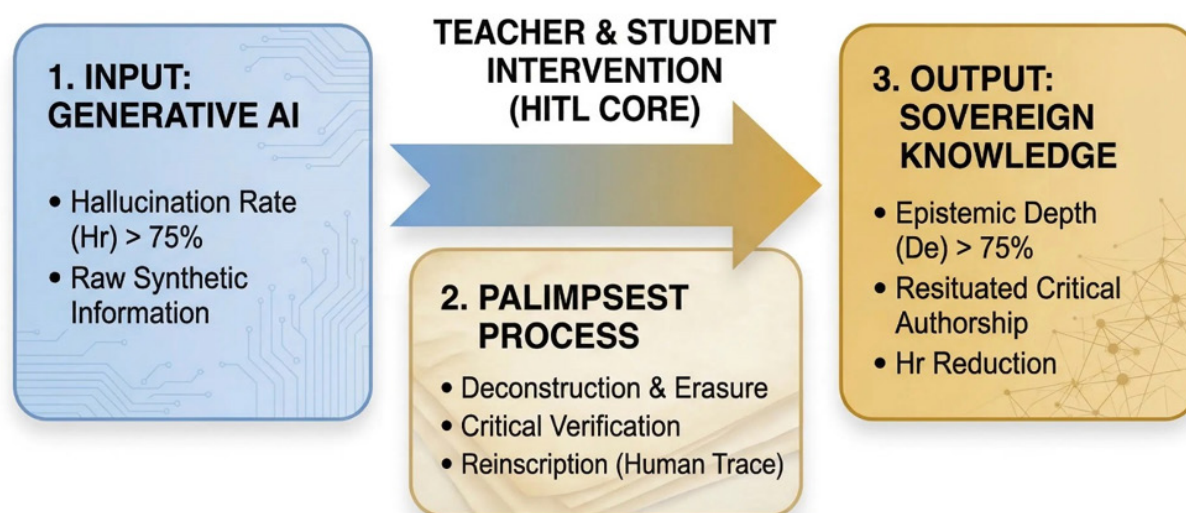 1. INPUT:
GENERATIVE AI
• Hallucination Rate
(Hr) > 75%
• Raw Synthetic
Information
TEACHER & STUDENT
INTERVENTION
(HITL CORE)
2. PALIMPSEST
PROCESS
• Deconstruction & Erasure
• Critical Verification
• Reinscription (Human Trace)
3. OUTPUT:
SOVEREIGN
KNOWLEDGE
• Epistemic Depth
(De) > 75%
• Resituated Critical
Authorship
• Hr Reduction